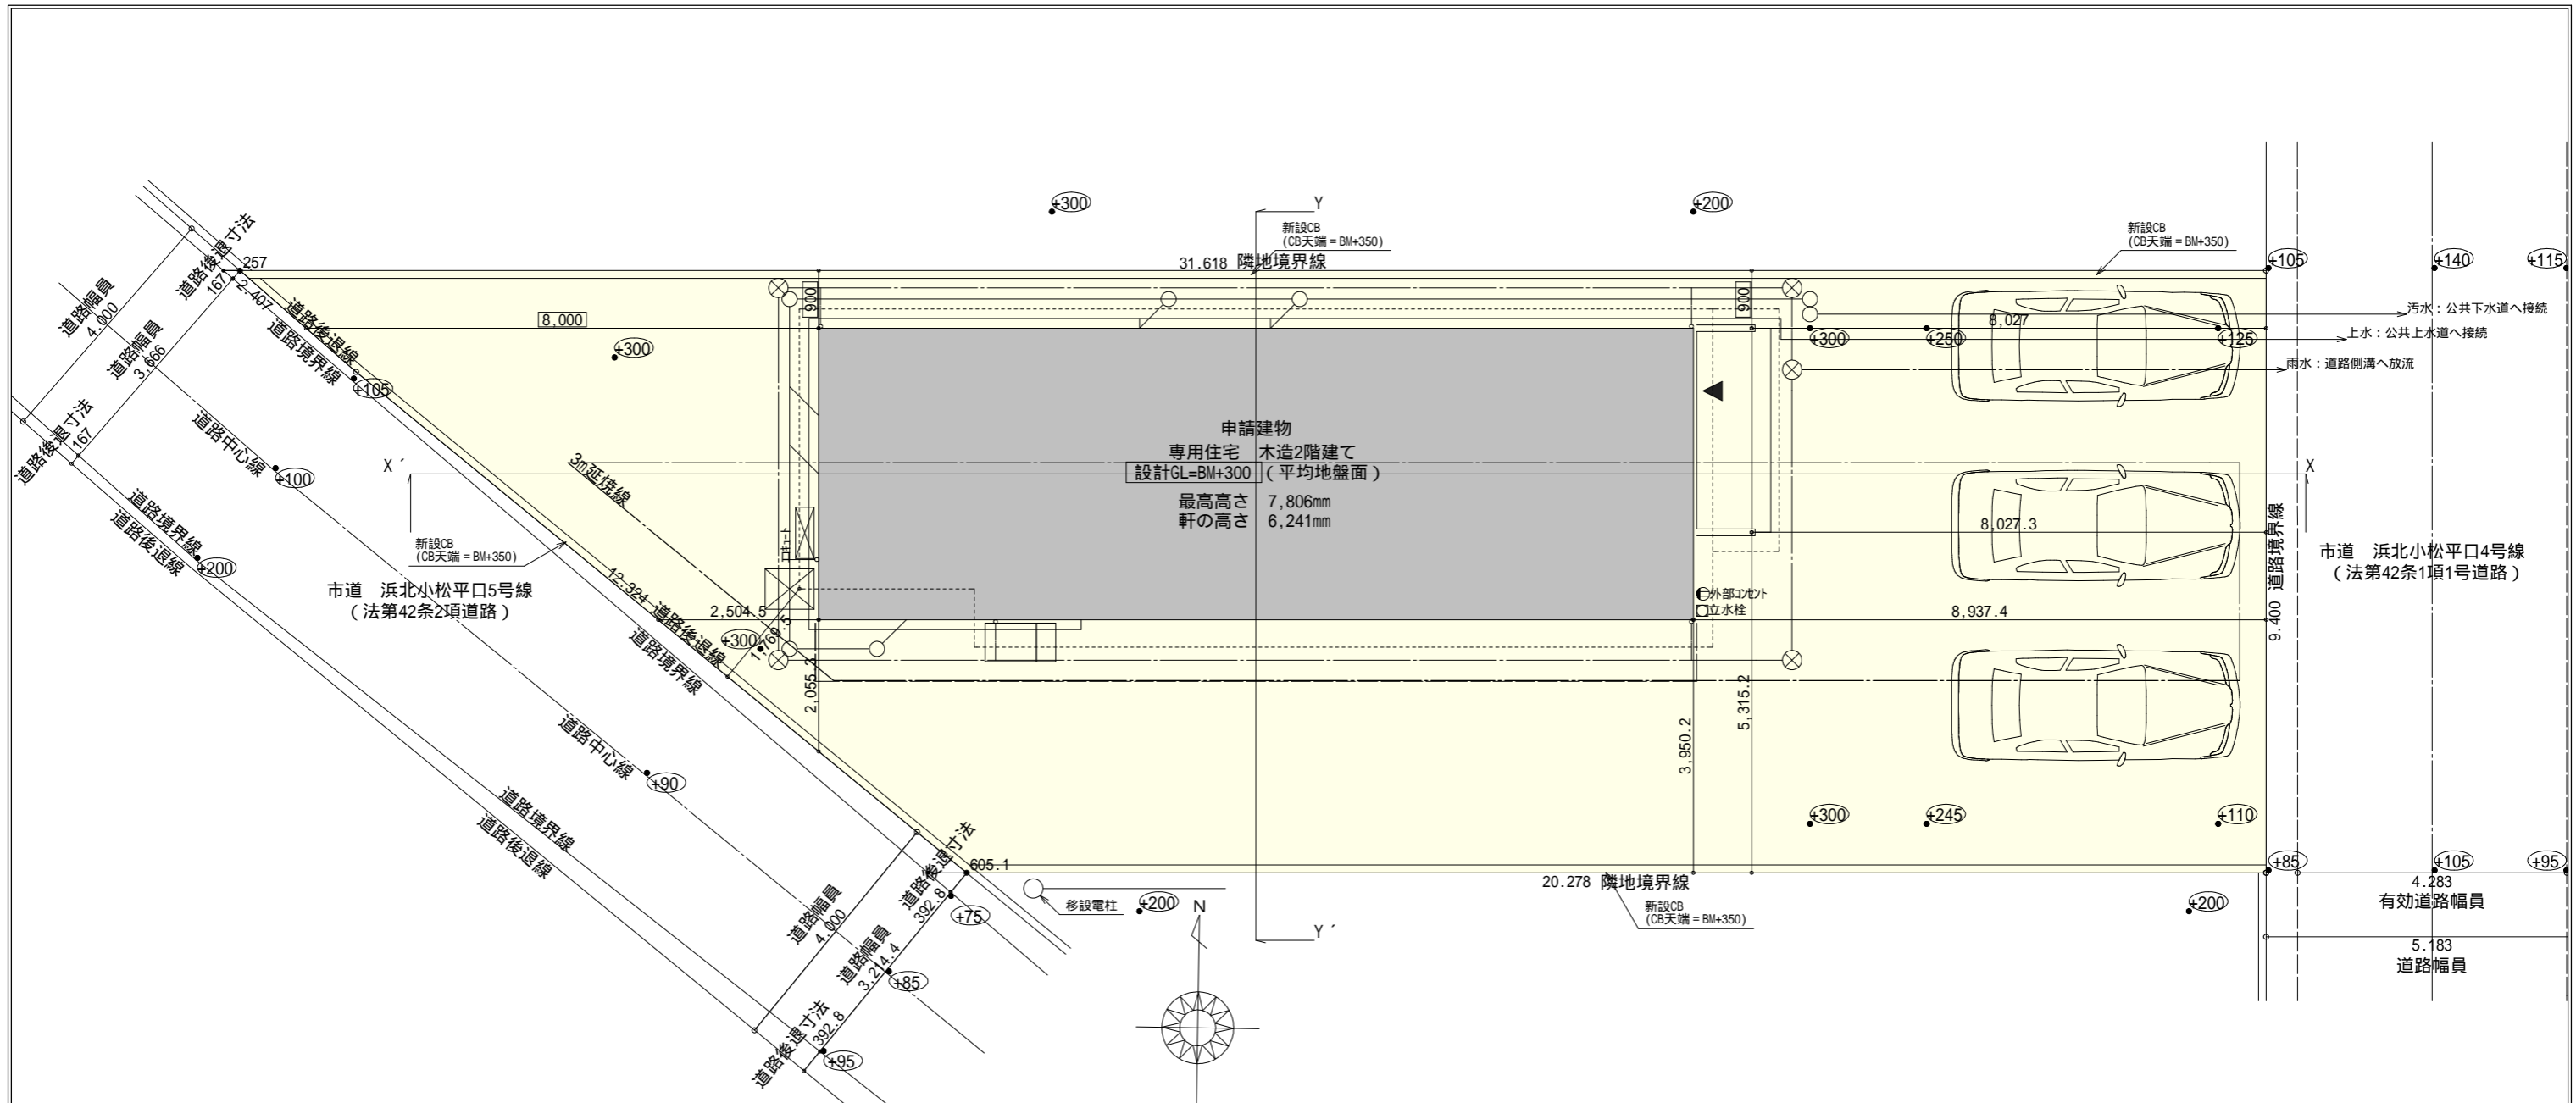 +300
+200
Y
新設CB
(CB天端＝BM+350)
新設CB
(CB天端＝BM+350)
31.618 隣地境界線
+105
+140
+115
道路後退寸法
257
167
道路幅員
4.000
道路幅員
3.666
2.407
道路後退線
道路境界線
+105
8,000
900
900
+300
8,027
+300
+250
+125
汚水：公共下水道へ接続
上水：公共上水道へ接続
雨水：道路側溝へ放流
道路後退寸法
167
道路中心線
+100
X´
3m延焼線
申請建物
専用住宅　木造2階建て
設計GL=BM+300（平均地盤面）
最高高さ　7,806mm
軒の高さ　6,241mm
X
道路境界線
道路後退線
+200
新設CB
(CB天端＝BM+350)
市道　浜北小松平口5号線
（法第42条2項道路）
12.324 道路後退線
道路境界線
2,504.5
+300
1,769.5
2,055.3
外部コンセント
立水栓
8,027.3
8,937.4
9.400 道路境界線
市道　浜北小松平口4号線
（法第42条1項1号道路）
3,950.2
5,315.2
道路中心線
+90
道路境界線
道路後退線
+300
+245
+110
道路後退寸法
392.8
605.1
20.278 隣地境界線
+85
+105
+95
4.283
有効道路幅員
5.183
道路幅員
+200
移設電柱
+200
新設CB
(CB天端＝BM+350)
N
Y´
+75
道路幅員
4.000
道路幅員
3,214.4
+85
道路後退寸法
392.8
+95